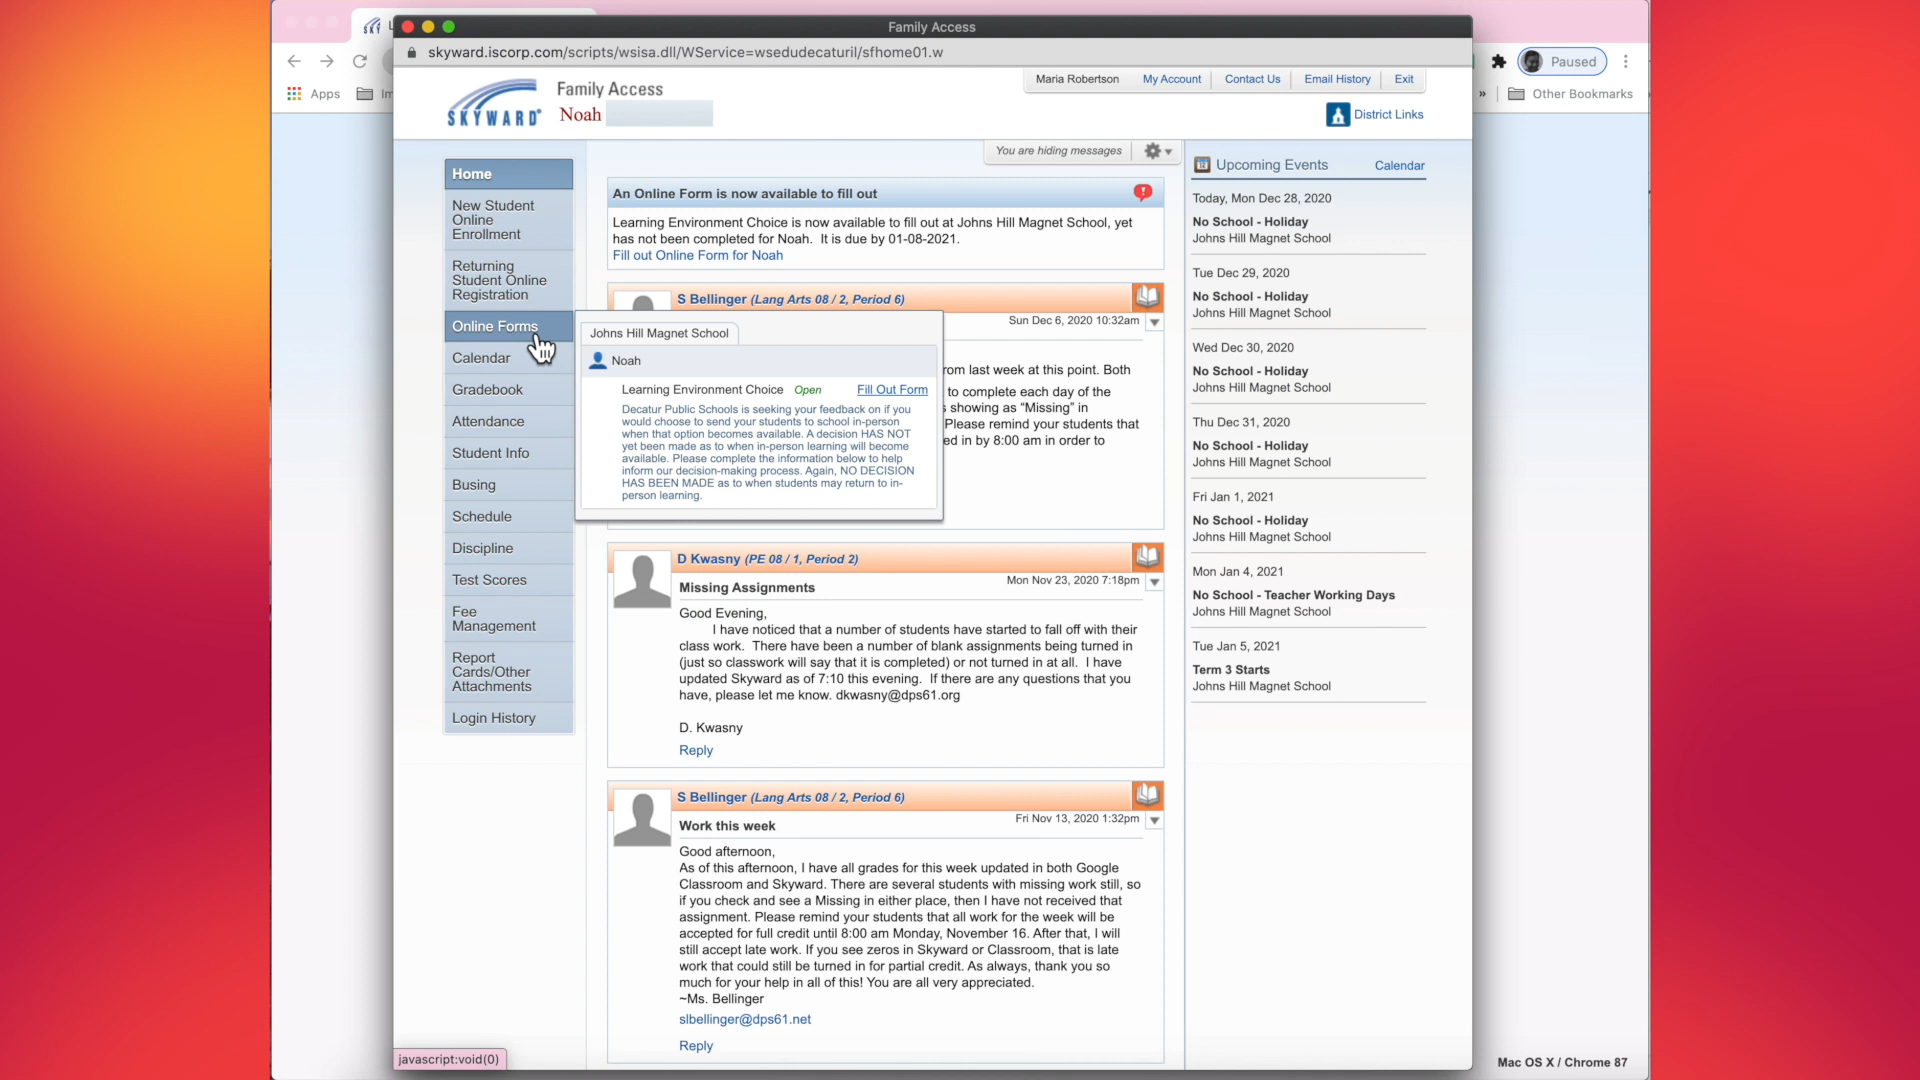 Family Access
skyward.iscorp.com/scripts/wsisa.dll/WService=wsedudecaturil/sfhome01.w
Paused
Apps
Im
»
Other Bookmarks
SKYWARD
Family Access
Noah
Maria Robertson
My Account
Contact Us
Email History
Exit
District Links
Home
New Student
Online
Enrollment
Returning
Student Online
Registration
Online Forms
Calendar
Gradebook
Attendance
Student Info
Busing
Schedule
Discipline
Test Scores
Fee
Management
Report
Cards/Other
Attachments
Login History
You are hiding messages
An Online Form is now available to fill out
Learning Environment Choice is now available to fill out at Johns Hill Magnet School, yet
has not been completed for Noah. It is due by 01-08-2021.
Fill out Online Form for Noah
S Bellinger (Lang Arts 08 / 2, Period 6)
Sun Dec 6, 2020 10:32am
rom last week at this point. Both
to complete each day of the
showing as "Missing" in
Please remind your students that
ed in by 8:00 am in order to
Johns Hill Magnet School
Noah
Learning Environment Choice Open Fill Out Form
Decatur Public Schools is seeking your feedback on if you
would choose to send your students to school in-person
when that option becomes available. A decision HAS NOT
yet been made as to when in-person learning will become
available. Please complete the information below to help
inform our decision-making process. Again, NO DECISION
HAS BEEN MADE as to when students may return to in-
person learning.
D Kwasny (PE 08 / 1, Period 2)
Missing Assignments
Mon Nov 23, 2020 7:18pm
Good Evening,
I have noticed that a number of students have started to fall off with their
class work. There have been a number of blank assignments being turned in
(just so classwork will say that it is completed) or not turned in at all. I have
updated Skyward as of 7:10 this evening. If there are any questions that you
have, please let me know. dkwasny@dps61.org
D. Kwasny
Reply
S Bellinger (Lang Arts 08 / 2, Period 6)
Work this week
Fri Nov 13, 2020 1:32pm
Good afternoon,
As of this afternoon, I have all grades for this week updated in both Google
Classroom and Skyward. There are several students with missing work still, so
if you check and see a Missing in either place, then I have not received that
assignment. Please remind your students that all work for the week will be
accepted for full credit until 8:00 am Monday, November 16. After that, I will
still accept late work. If you see zeros in Skyward or Classroom, that is late
work that could still be turned in for partial credit. As always, thank you so
much for your help in all of this! You are all very appreciated.
~Ms. Bellinger
slbellinger@dps61.net
Reply
Upcoming Events
Calendar
Today, Mon Dec 28, 2020
No School - Holiday
Johns Hill Magnet School
Tue Dec 29, 2020
No School - Holiday
Johns Hill Magnet School
Wed Dec 30, 2020
No School - Holiday
Johns Hill Magnet School
Thu Dec 31, 2020
No School - Holiday
Johns Hill Magnet School
Fri Jan 1, 2021
No School - Holiday
Johns Hill Magnet School
Mon Jan 4, 2021
No School - Teacher Working Days
Johns Hill Magnet School
Tue Jan 5, 2021
Term 3 Starts
Johns Hill Magnet School
javascript:void(0)
Mac OS X / Chrome 87